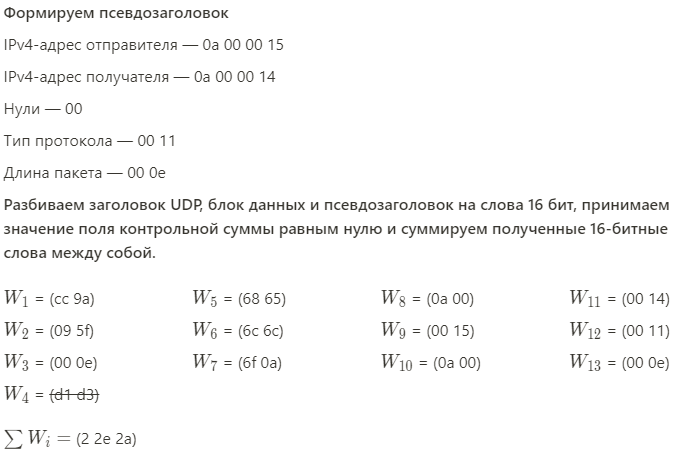 Формируем псевдозаголовок
IPv4-адрес отправителя — 0a 00 00 15
IPv4-адрес получателя — 0a 00 00 14
Нули — 00
Тип протокола — 00 11
Длина пакета — 00 0e
Разбиваем заголовок UDP, блок данных и псевдозаголовок на слова 16 бит, принимаем
значение поля контрольной суммы равным нулю и суммируем полученные 16-битные
слова между собой.
W₁ = (cc 9a) W₅ = (68 65) W₈ = (0a 00) W₁₁ = (00 14)
W₂ = (09 5f) W₆ = (6c 6c) W₉ = (00 15) W₁₂ = (00 11)
W₃ = (00 0e) W₇ = (6f 0a) W₁₀ = (0a 00) W₁₃ = (00 0e)
W₄ = (d1 d3)
∑ Wᵢ = (2 2e 2a)